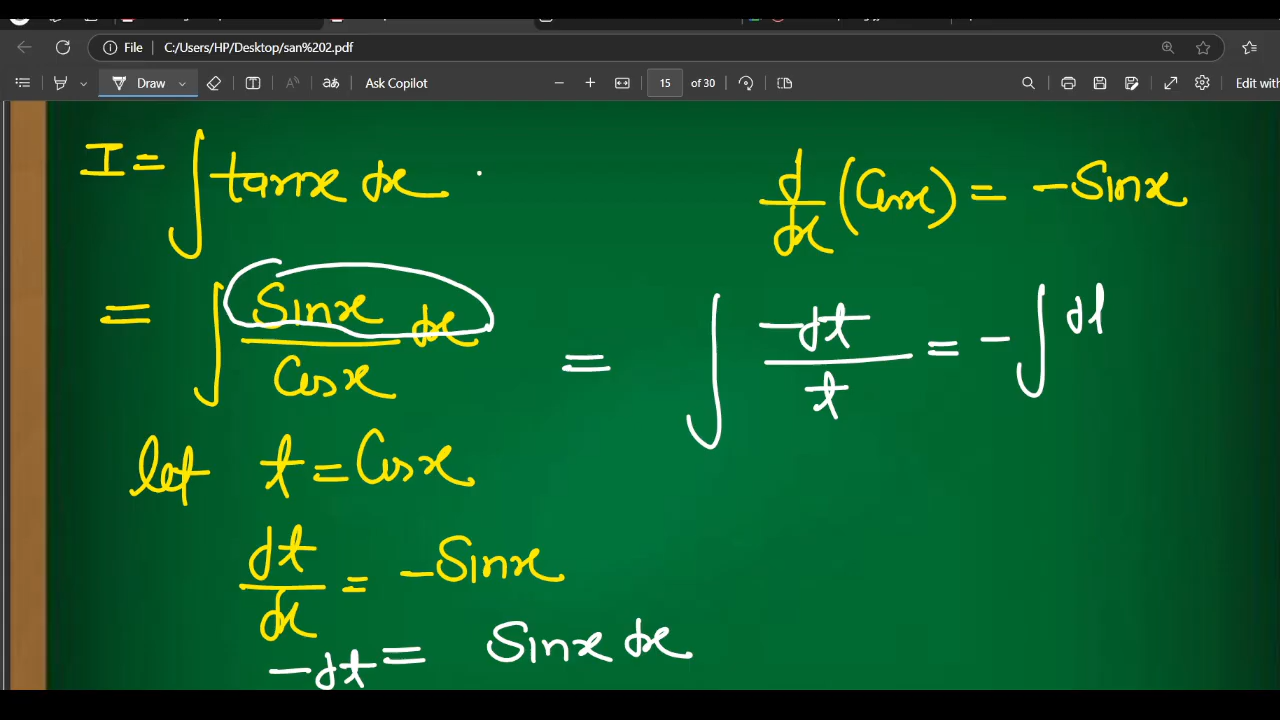 File C:/Users/HP/Desktop/san%202.pdf
Draw Ask Copilot 15 of 30 Edit with
I = ∫ tanx dx
d/dx (Cosx) = -Sinx
= ∫ Sinx/Cosx dx = ∫ -dt/t = - ∫ dt
let t = Cosx
dt/dx = -Sinx
-dt = Sinx dx